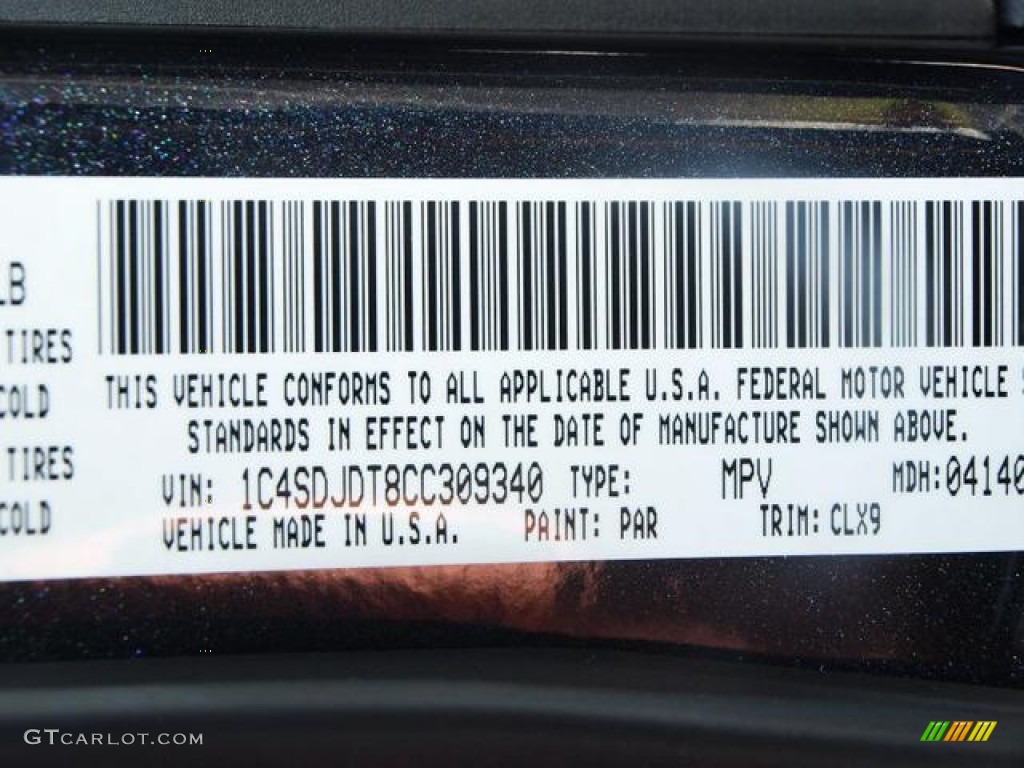 LB
TIRES
COLD
TIRES
COLD
THIS VEHICLE CONFORMS TO ALL APPLICABLE U.S.A. FEDERAL MOTOR VEHICLE
STANDARDS IN EFFECT ON THE DATE OF MANUFACTURE SHOWN ABOVE.
VIN: 1C4SDJDT8CC309340 TYPE: MPV MDH:04140
VEHICLE MADE IN U.S.A. PAINT: PAR TRIM: CLX9
GTCARLOT.COM